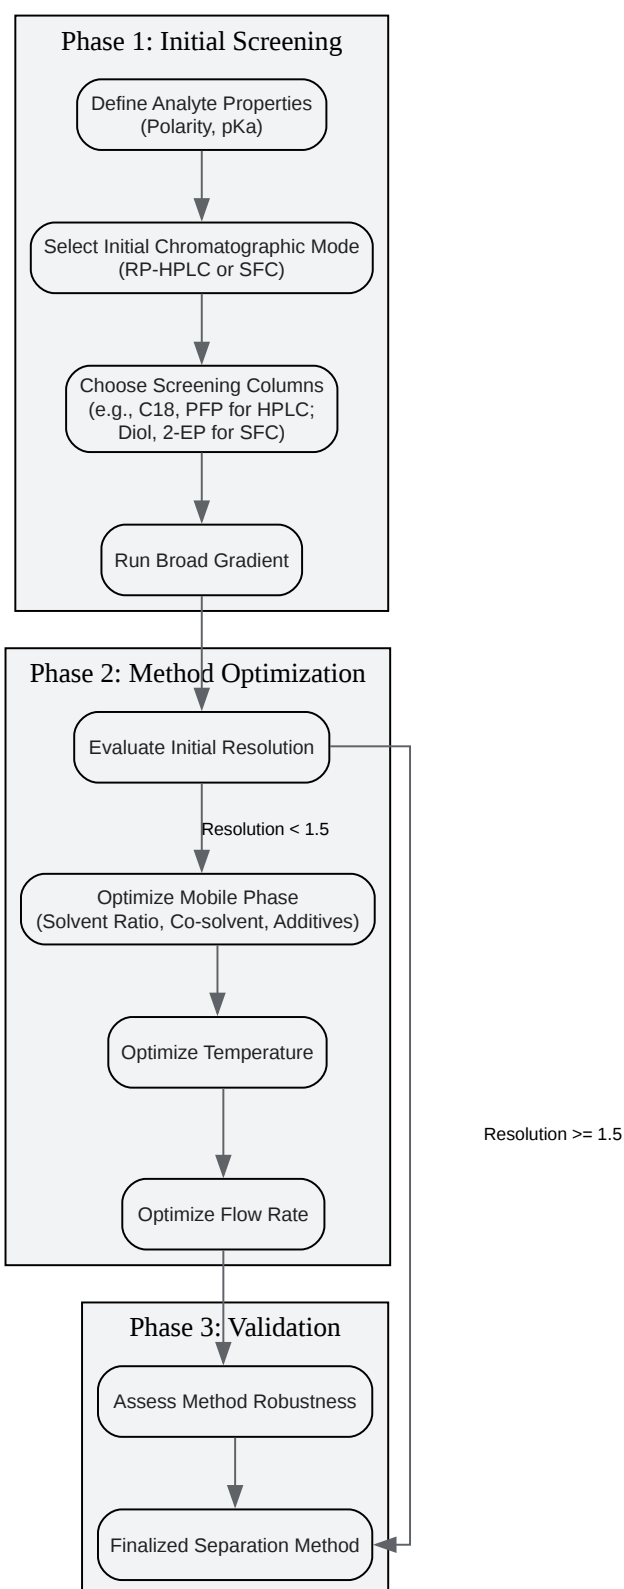 Phase 1: Initial Screening
Define Analyte Properties
(Polarity, pKa)
Select Initial Chromatographic Mode
(RP-HPLC or SFC)
Choose Screening Columns
(e.g., C18, PFP for HPLC;
Diol, 2-EP for SFC)
Run Broad Gradient
Phase 2: Method Optimization
Evaluate Initial Resolution
Resolution < 1.5
Optimize Mobile Phase
(Solvent Ratio, Co-solvent, Additives)
Optimize Temperature
Resolution >= 1.5
Optimize Flow Rate
Phase 3: Validation
Assess Method Robustness
Finalized Separation Method